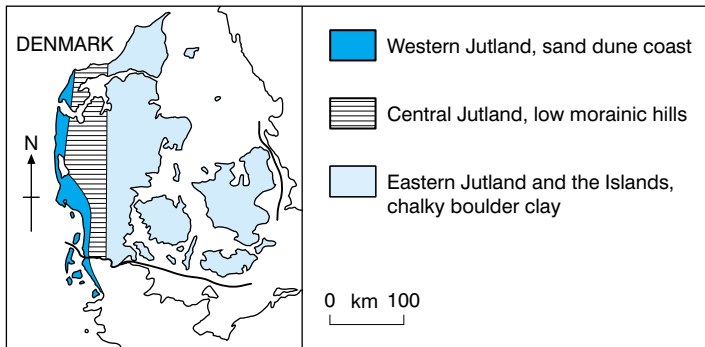 DENMARK
N
Western Jutland, sand dune coast
Central Jutland, low morainic hills
Eastern Jutland and the Islands,
chalky boulder clay
0 km 100